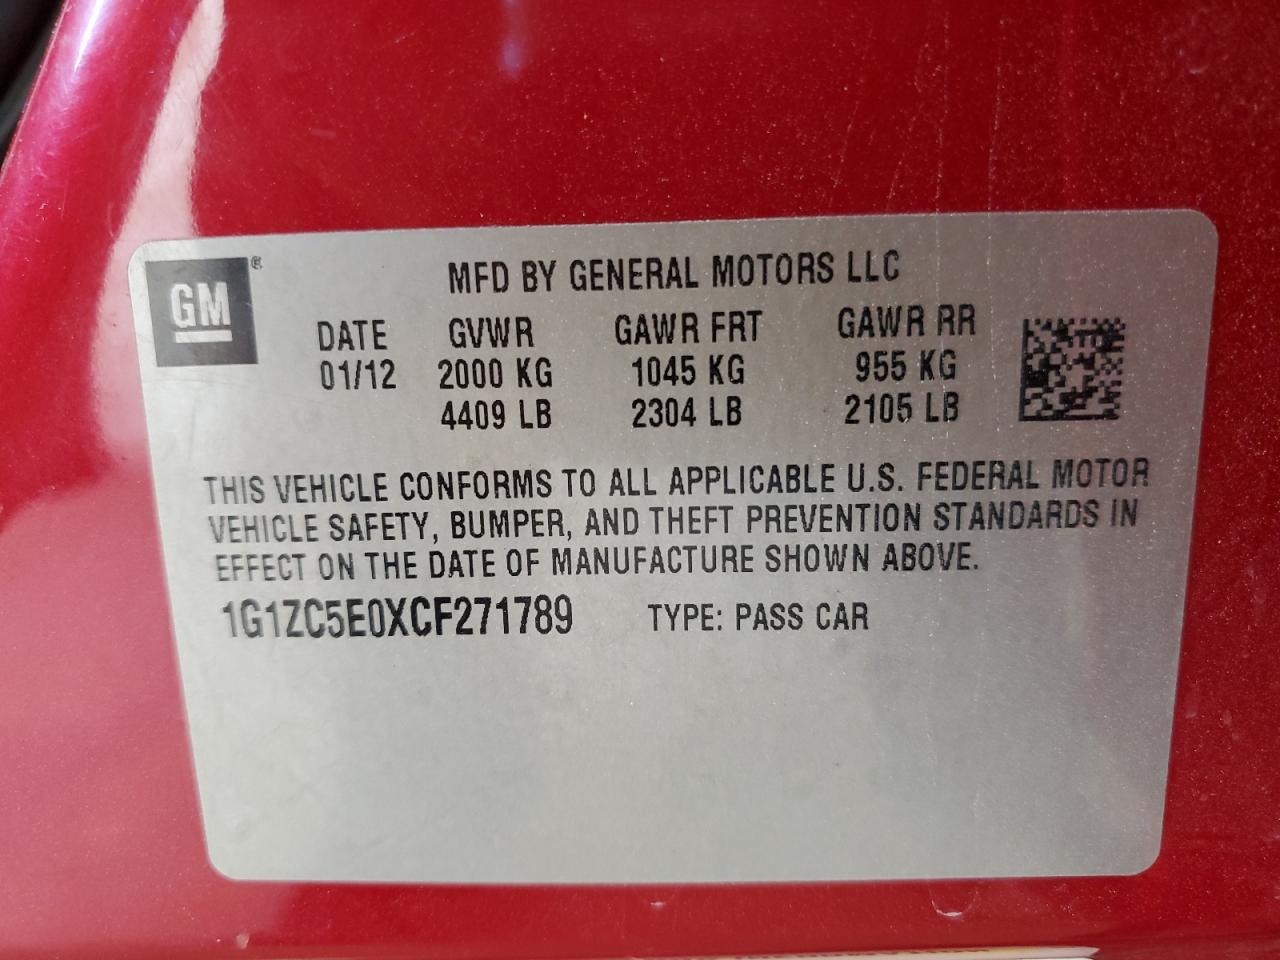 GM®
MFD BY GENERAL MOTORS LLC
DATE GVWR GAWR FRT GAWR RR
01/12 2000 KG 1045 KG 955 KG
4409 LB 2304 LB 2105 LB
THIS VEHICLE CONFORMS TO ALL APPLICABLE U.S. FEDERAL MOTOR
VEHICLE SAFETY, BUMPER, AND THEFT PREVENTION STANDARDS IN
EFFECT ON THE DATE OF MANUFACTURE SHOWN ABOVE.
1G1ZC5E0XCF271789 TYPE: PASS CAR